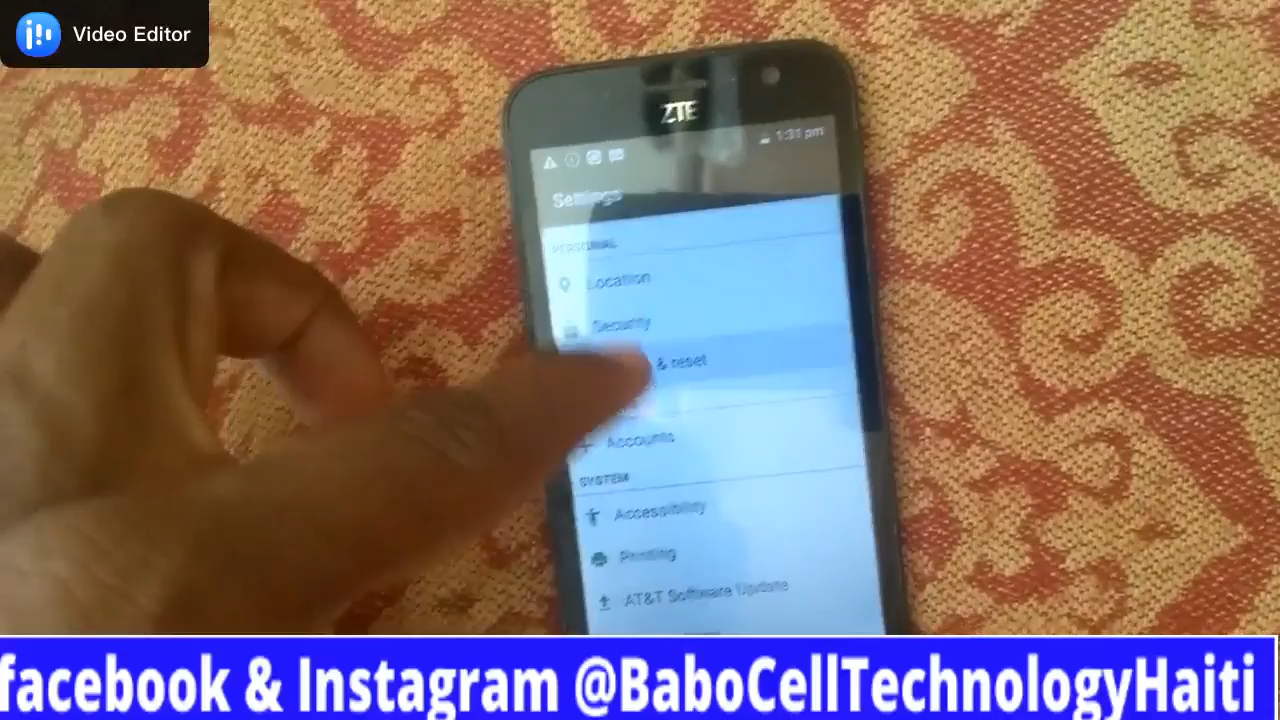 Video Editor
ZTE
1:31 pm
Settings
PERSONAL
Location
Security
& reset
Accounts
SYSTEM
Accessibility
Printing
AT&T Software Update
facebook & Instagram @BaboCellTechnologyHaiti